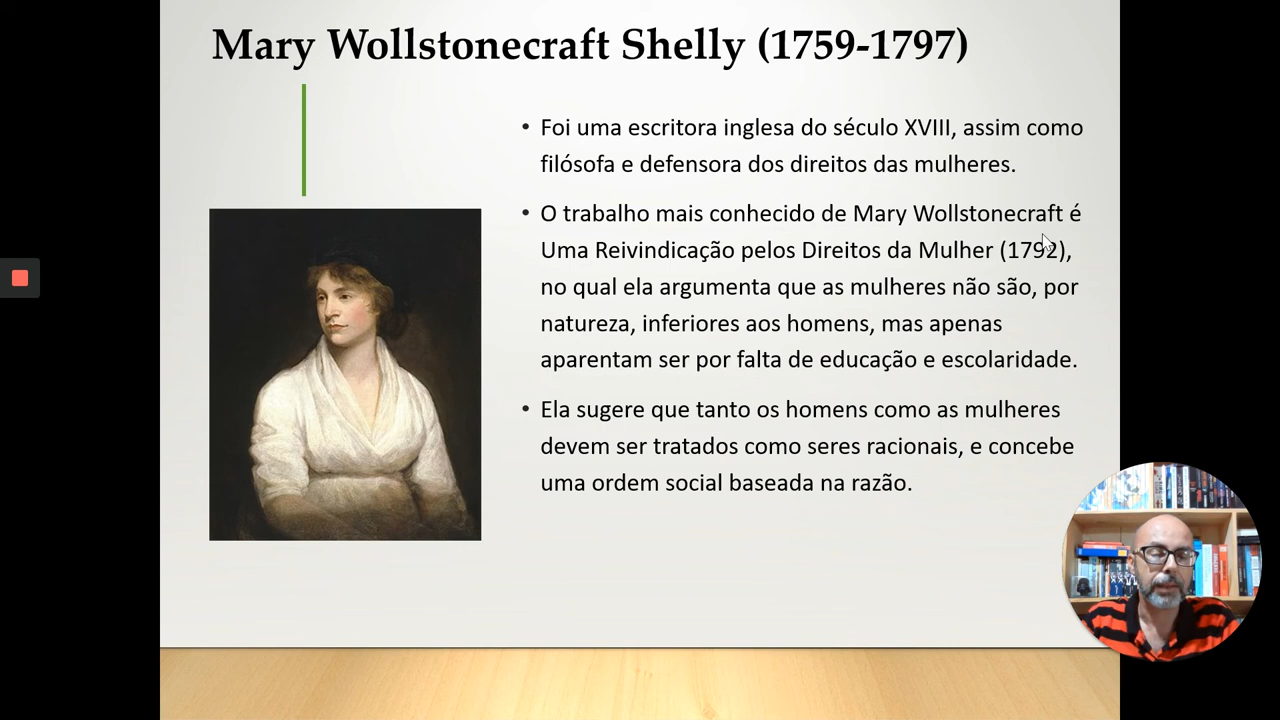 Mary Wollstonecraft Shelly (1759-1797)
• Foi uma escritora inglesa do século XVIII, assim como
filósofa e defensora dos direitos das mulheres.
• O trabalho mais conhecido de Mary Wollstonecraft é
Uma Reivindicação pelos Direitos da Mulher (1792),
no qual ela argumenta que as mulheres não são, por
natureza, inferiores aos homens, mas apenas
aparentam ser por falta de educação e escolaridade.
• Ela sugere que tanto os homens como as mulheres
devem ser tratados como seres racionais, e concebe
uma ordem social baseada na razão.